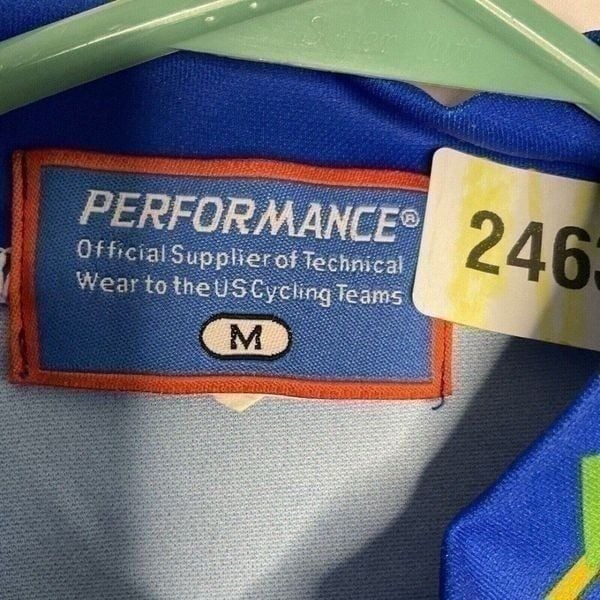 PERFORMANCE®
Official Supplier of Technical
Wear to the US Cycling Teams
M
246